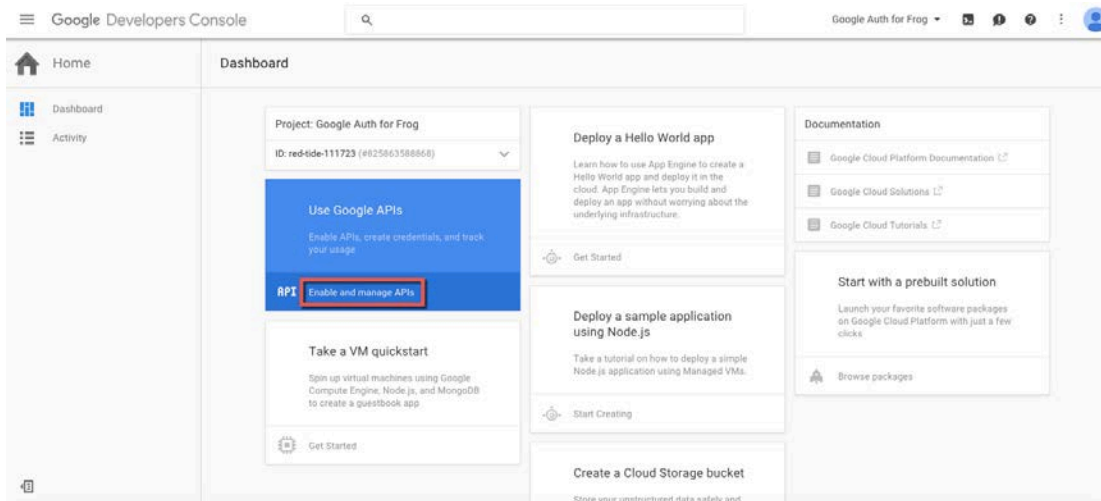 Google Developers Console
Google Auth for Frog
Home
Dashboard
Dashboard
Activity
Project: Google Auth for Frog
ID: red-tide-111723 (#825863588868)
Use Google APIs
Enable APIs, create credentials, and track
your usage
API Enable and manage APIs
Take a VM quickstart
Spin up virtual machines using Google
Compute Engine, Node.js, and MongoDB
to create a guestbook app
Get Started
Deploy a Hello World app
Learn how to use App Engine to create a
Hello World app and deploy it in the
cloud. App Engine lets you build and
deploy an app without worrying about the
underlying infrastructure.
Get Started
Deploy a sample application
using Node.js
Take a tutorial on how to deploy a simple
Node.js application using Managed VMs.
Start Creating
Create a Cloud Storage bucket
Store your unstructured data safely and
Documentation
Google Cloud Platform Documentation
Google Cloud Solutions
Google Cloud Tutorials
Start with a prebuilt solution
Launch your favorite software packages
on Google Cloud Platform with just a few
clicks
Browse packages